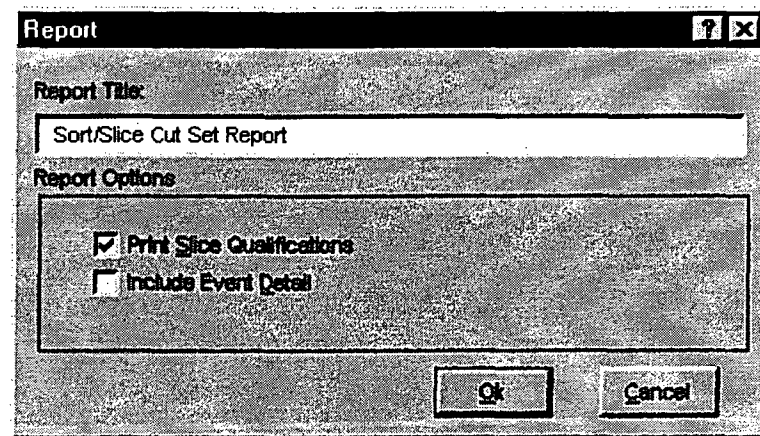 Report
Report Title:
Sort/Slice Cut Set Report
Report Options
Print Slice Qualifications
Include Event Detail
Ok Cancel